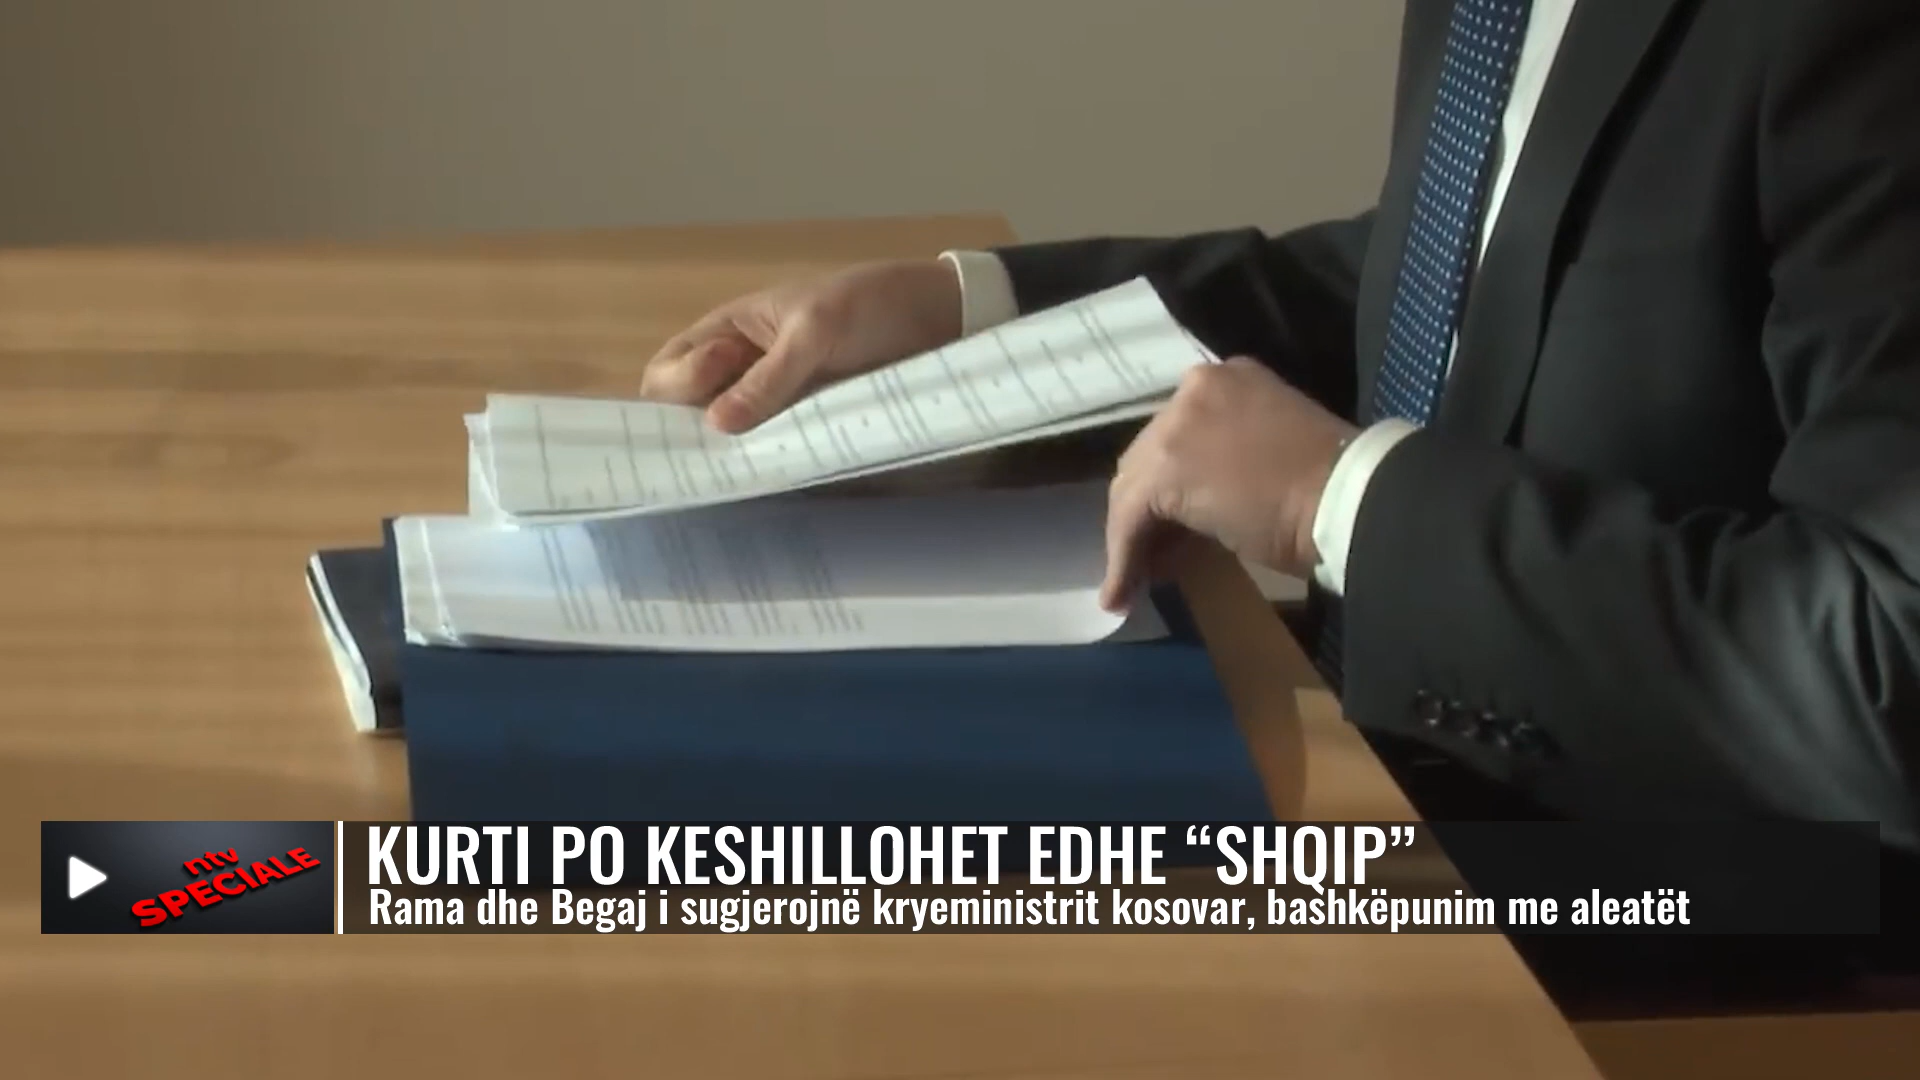 ntv
SPECIALE
KURTI PO KESHILLOHET EDHE “SHQIP”
Rama dhe Begaj i sugjerojnë kryeministrit kosovar, bashkëpunim me aleatët